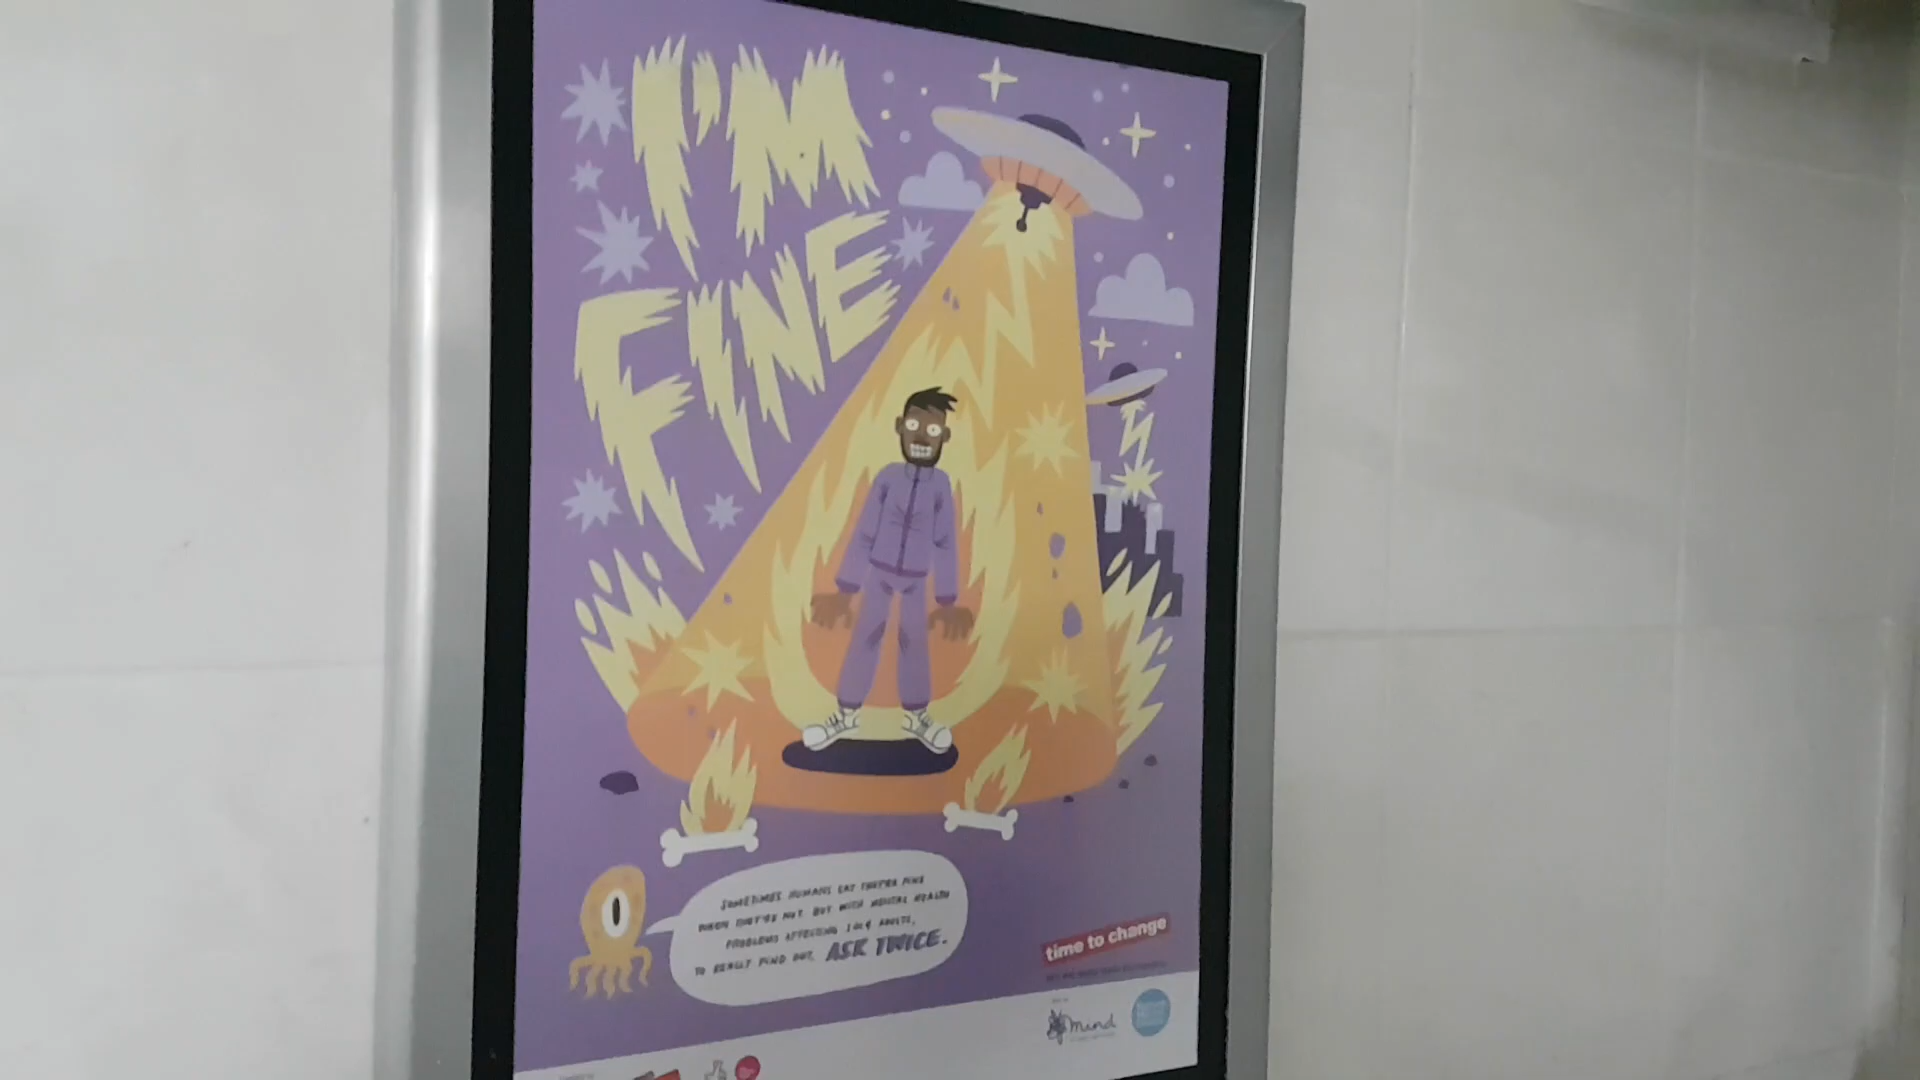 I'M
FINE
SOMETIMES HUMANS SAY THEY'RE FINE
WHEN THEY'RE NOT. BUT WITH MENTAL HEALTH
PROBLEMS AFFECTING 1 IN 4 ADULTS,
TO REALLY FIND OUT, ASK TWICE.
time to change
mind